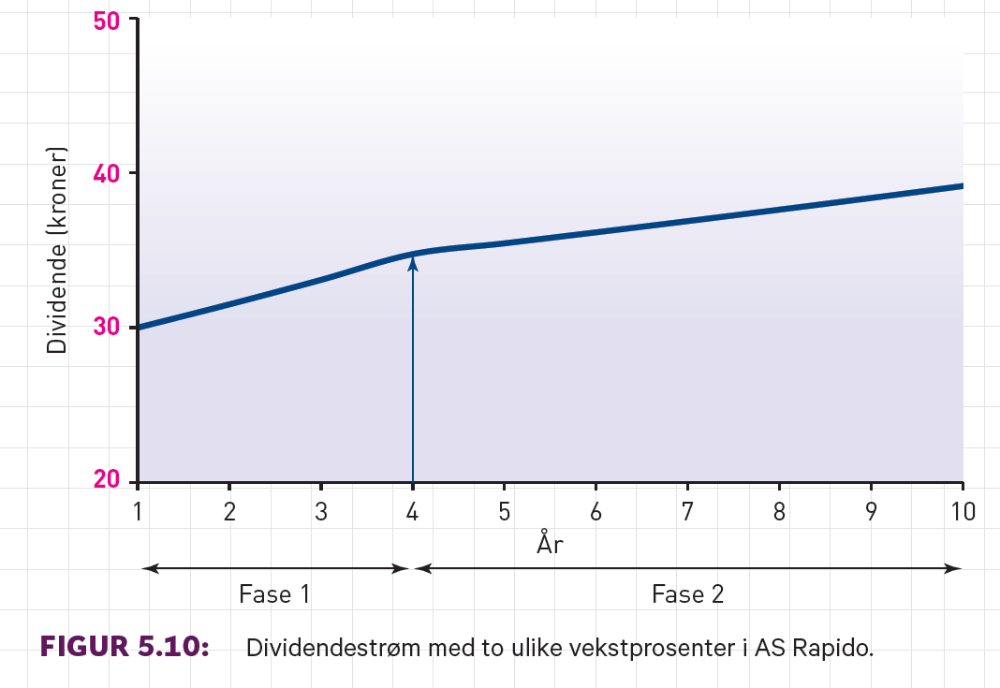 50
40
30
20
Dividende (kroner)
1 2 3 4 5 6 7 8 9 10
År
Fase 1 Fase 2
FIGUR 5.10: Dividendestrøm med to ulike vekstprosenter i AS Rapido.